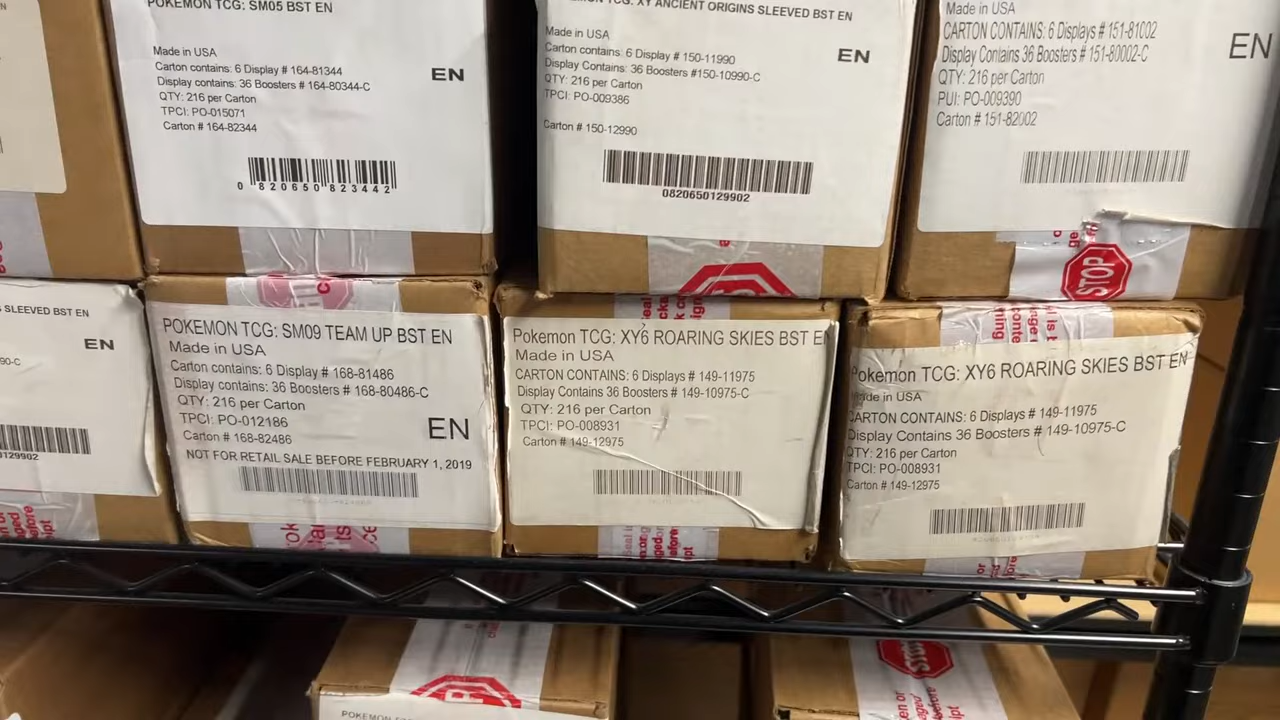 POKEMON TCG: SM05 BST EN
Made in USA
Carton contains: 6 Display # 164-81344
Display contains: 36 Boosters # 164-80344-C
QTY: 216 per Carton
TPCI: PO-015071
Carton # 164-82344
EN
0 820650 823442
TCG: XY ANCIENT ORIGINS SLEEVED BST EN
Made in USA
Carton contains: 6 Display # 150-11990
Display Contains: 36 Boosters #150-10990-C
QTY: 216 per Carton
TPCI: PO-009386
Carton # 150-12990
EN
0820650129902
Made in USA
CARTON CONTAINS: 6 Displays # 151-81002
Display Contains 36 Boosters # 151-80002-C
QTY: 216 per Carton
PUI: PO-009390
Carton # 151-82002
EN
STOP
SLEEVED BST EN
EN
90-C
129902
POKEMON TCG: SM09 TEAM UP BST EN
Made in USA
Carton contains: 6 Display # 168-81486
Display contains: 36 Boosters # 168-80486-C
QTY: 216 per Carton
TPCI: PO-012186
Carton # 168-82486
EN
NOT FOR RETAIL SALE BEFORE FEBRUARY 1, 2019
Pokemon TCG: XY6 ROARING SKIES BST EN
Made in USA
CARTON CONTAINS: 6 Displays # 149-11975
Display Contains 36 Boosters # 149-10975-C
QTY: 216 per Carton
TPCI: PO-008931
Carton # 149-12975
Pokemon TCG: XY6 ROARING SKIES BST EN
Made in USA
CARTON CONTAINS: 6 Displays # 149-11975
Display Contains 36 Boosters # 149-10975-C
QTY: 216 per Carton
TPCI: PO-008931
Carton # 149-12975
STOP
POKEMON